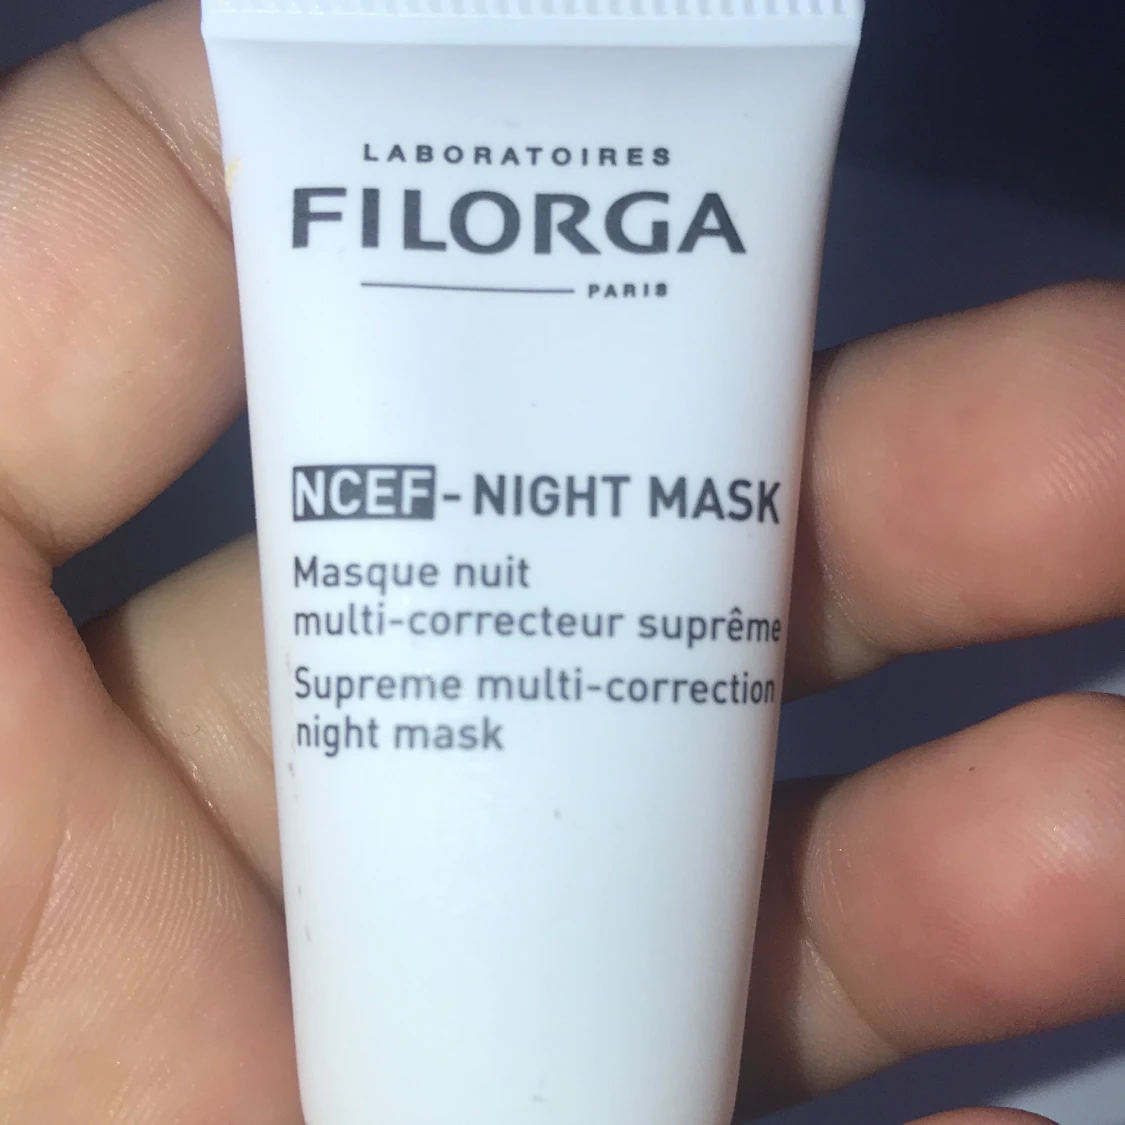 LABORATOIRES
FILORGA
PARIS
NCEF-NIGHT MASK
Masque nuit
multi-correcteur suprême
Supreme multi-correction
night mask